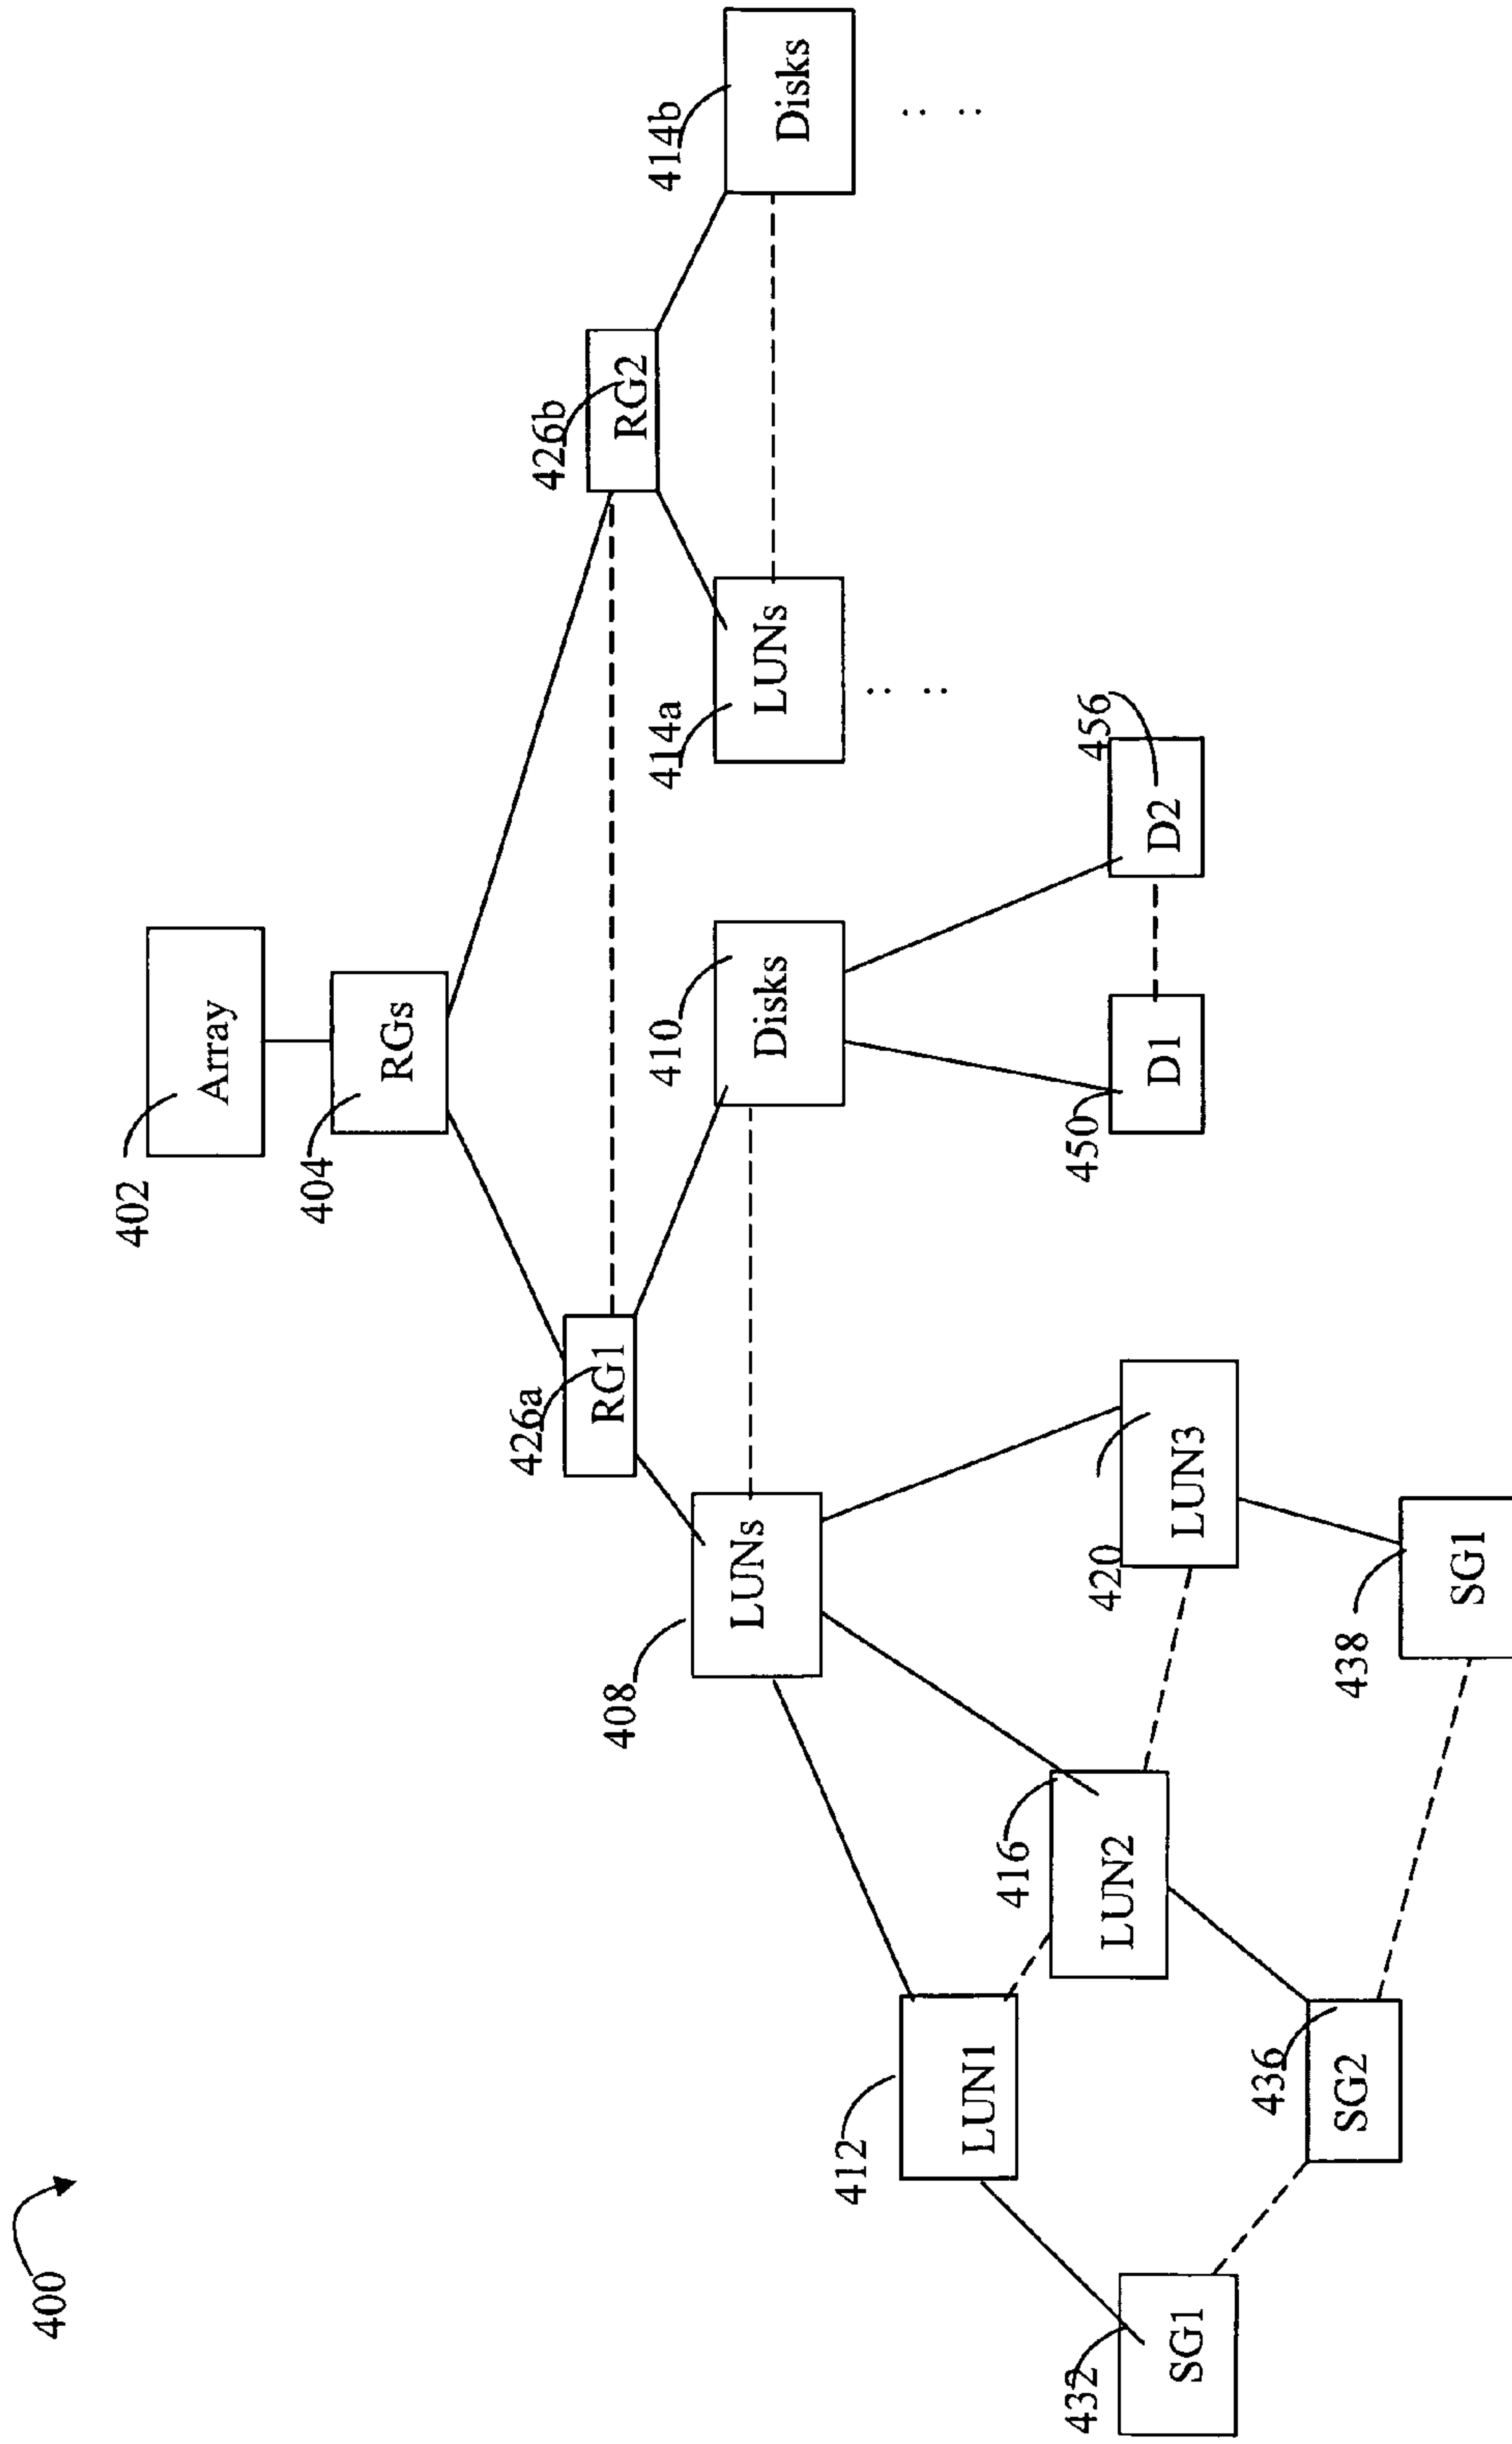 400
402
Array
404
RGs
426a
RG1
426b
RG2
408
LUNs
410
Disks
414a
LUNs
414b
Disks
412
LUN1
416
LUN2
420
LUN3
450
D1
456
D2
432
SG1
436
SG2
438
SG1